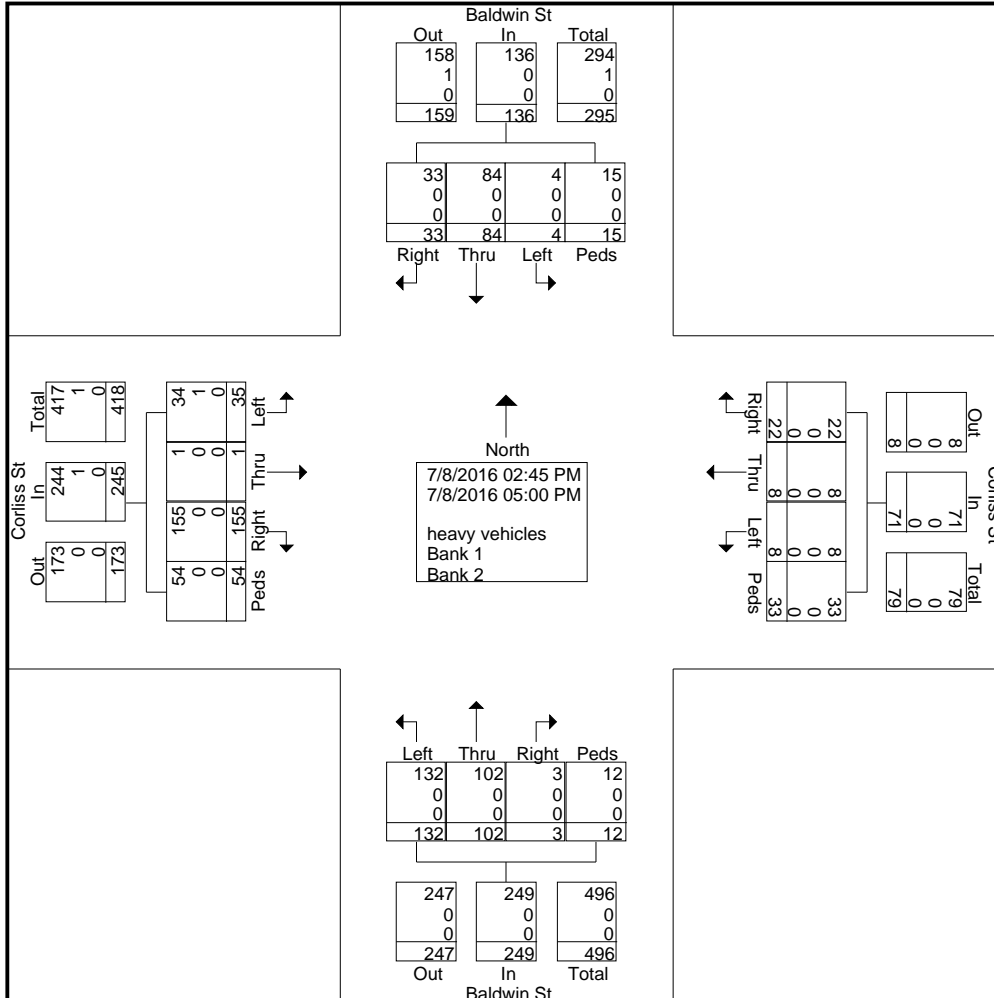 Baldwin St
Out In Total
158 136 294
1 0 1
0 0 0
159 136 295
33 84 4 15
0 0 0 0
0 0 0 0
33 84 4 15
Right Thru Left Peds
Corliss St
Total In Out
417 244 173
1 1 0
0 0 0
418 245 173
34 1 155 54
1 0 0 0
0 0 0 0
35 1 155 54
Left Thru Right Peds
North
7/8/2016 02:45 PM
7/8/2016 05:00 PM
heavy vehicles
Bank 1
Bank 2
Right Thru Left Peds
22 8 8 33
0 0 0 0
0 0 0 0
22 8 8 33
Out In Total
8 71 79
0 0 0
0 0 0
8 71 79
Corliss St
Left Thru Right Peds
132 102 3 12
0 0 0 0
0 0 0 0
132 102 3 12
247 249 496
0 0 0
0 0 0
247 249 496
Out In Total
Baldwin St